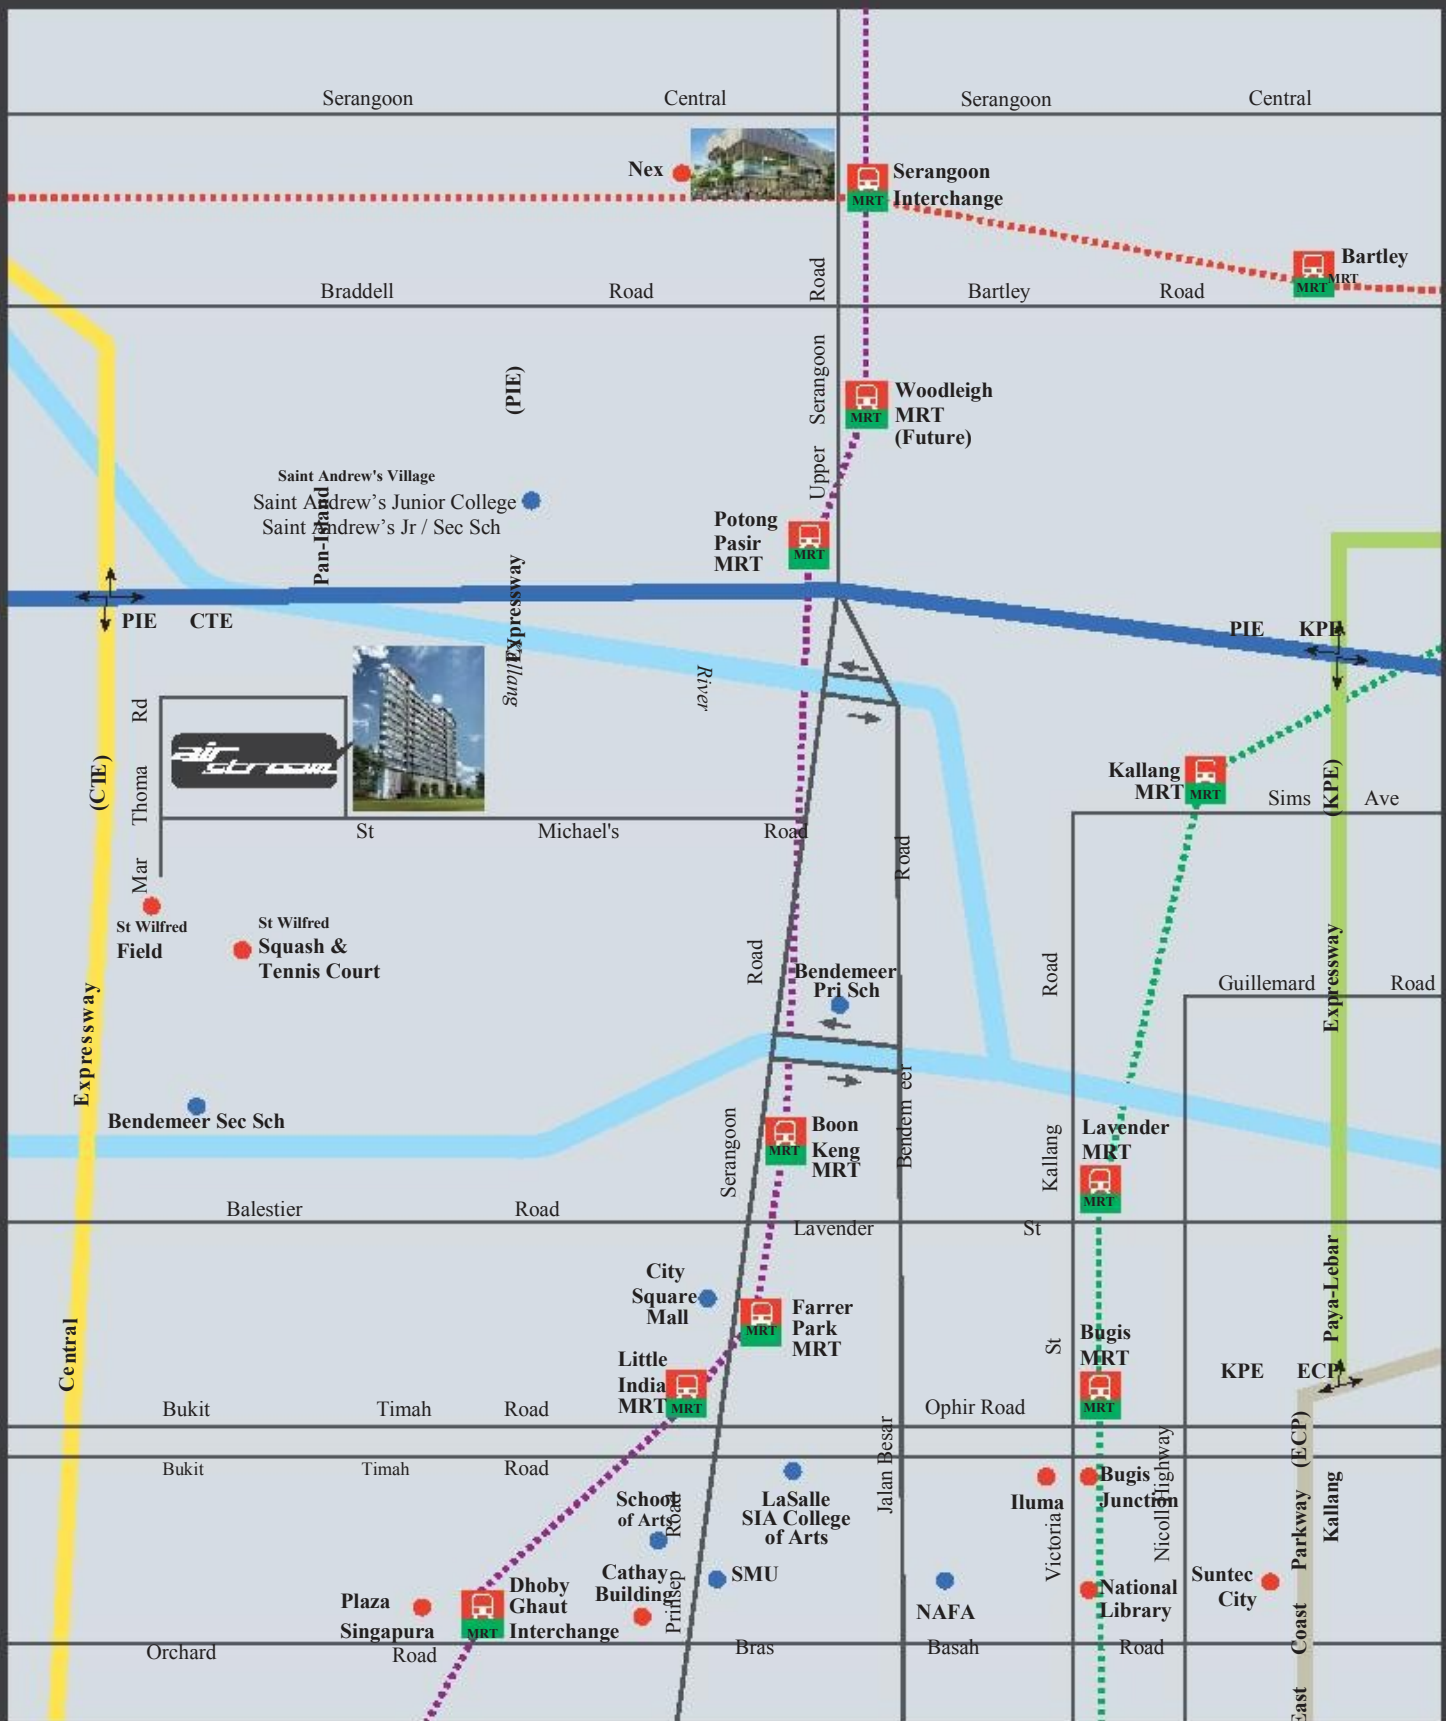 Serangoon Central Serangoon Central
Nex
MRT
Serangoon
Interchange
Bartley
MRT
MRT
Braddell Road
Bartley Road
Upper Serangoon Road
MRT
Woodleigh
MRT
(Future)
Saint Andrew's Village
Saint Andrew’s Junior College
Saint Andrew’s Jr / Sec Sch
Pan-Island Expressway (PIE)
Potong
Pasir
MRT
MRT
PIE CTE
PIE KPE
River
air
stream
Mar Thoma Rd
St Michael's Road
Kallang
MRT
MRT
Sims Ave
St Wilfred
Field
St Wilfred
Squash &
Tennis Court
Bendemeer
Pri Sch
Guillemard Road
Bendemeer Sec Sch
Serangoon Road
Bendem eer Road
Kallang Road
Boon
Keng
MRT
MRT
Lavender
MRT
MRT
Balestier Road
Lavender St
City
Square
Mall
Farrer
Park
MRT
MRT
Little
India
MRT
MRT
Bugis
MRT
MRT
KPE ECP
Bukit Timah Road
Ophir Road
Bukit Timah Road
Central Expressway (CTE)
Paya-Lebar Expressway (KPE)
Kallang
East Coast Parkway (ECP)
Jalan Besar
Victoria St
Nicoll Highway
Prinsep Road
School
of Arts
LaSalle
SIA College
of Arts
Iluma
Bugis
Junction
Cathay
Building
SMU
NAFA
National
Library
Suntec
City
Plaza
Singapura
MRT
Dhoby
Ghaut
Interchange
Orchard Road
Bras Basah Road